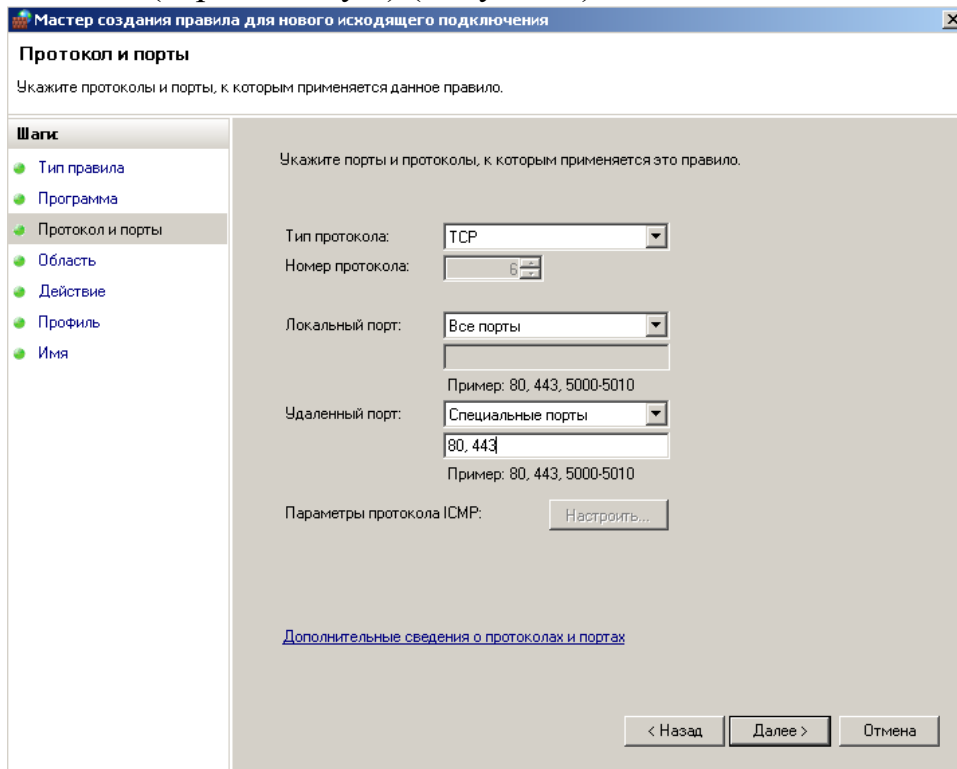 Мастер создания правила для нового исходящего подключения
Протокол и порты
Укажите протоколы и порты, к которым применяется данное правило.
Шаги:
Тип правила
Программа
Протокол и порты
Область
Действие
Профиль
Имя
Укажите порты и протоколы, к которым применяется это правило.
Тип протокола: TCP
Номер протокола: 6
Локальный порт: Все порты
Пример: 80, 443, 5000-5010
Удаленный порт: Специальные порты
80, 443
Пример: 80, 443, 5000-5010
Параметры протокола ICMP: Настроить...
Дополнительные сведения о протоколах и портах
< Назад Далее > Отмена